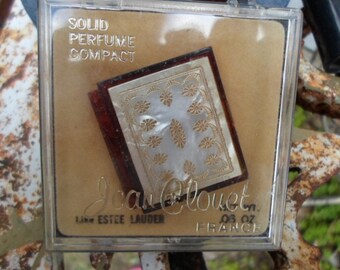 SOLID
PERFUME
COMPACT
Jean Clouet
Like ESTEE LAUDER .05 OZ.
FRANCE